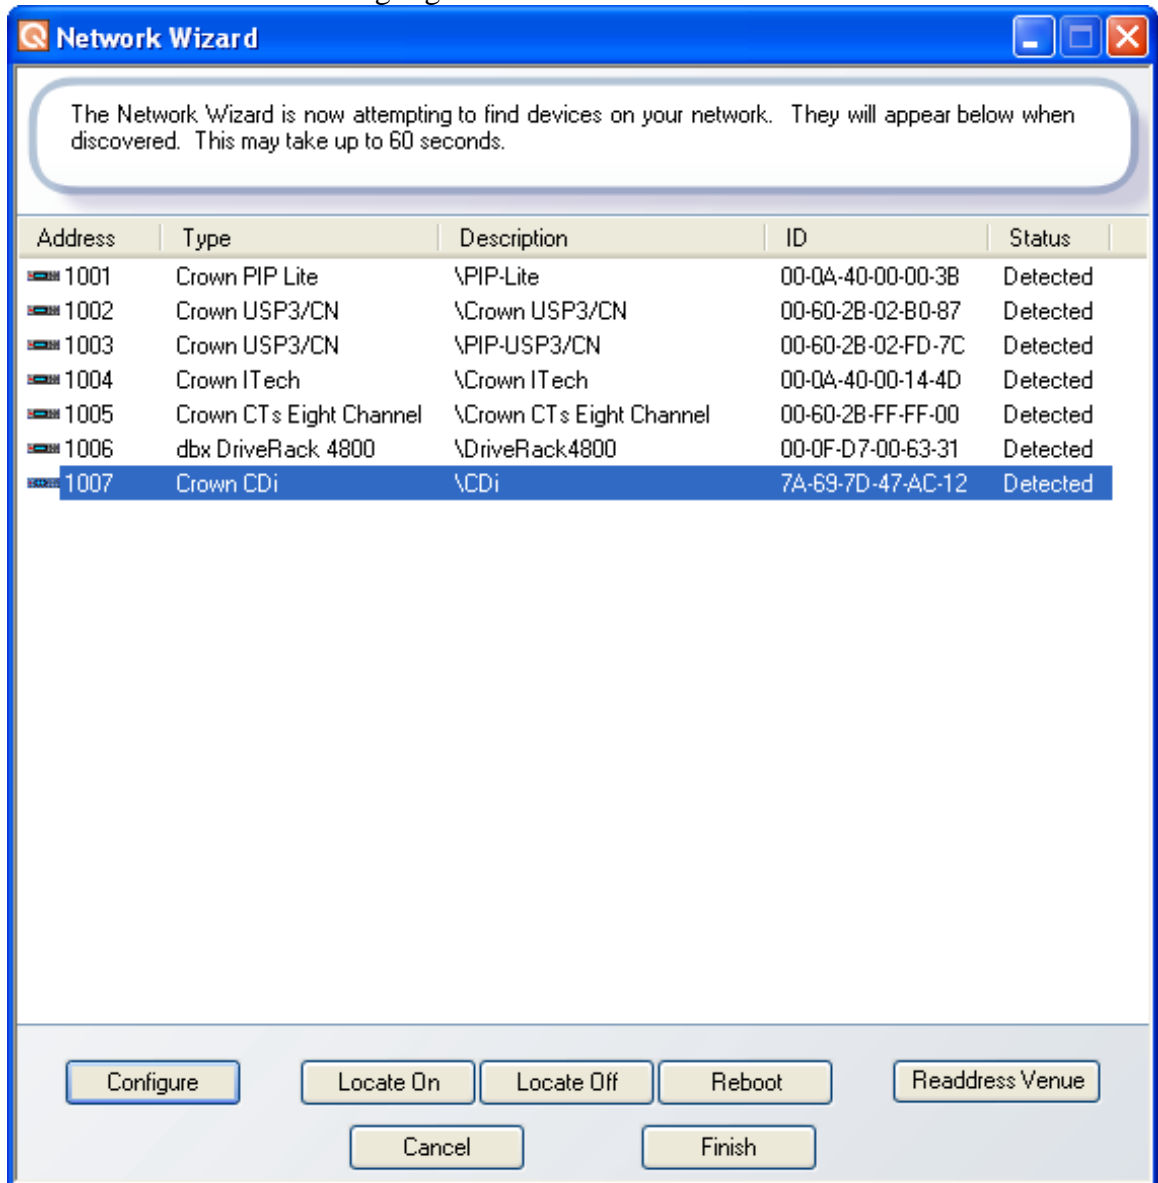 Network Wizard
The Network Wizard is now attempting to find devices on your network. They will appear below when
discovered. This may take up to 60 seconds.
Address Type Description ID Status
1001 Crown PIP Lite \PIP-Lite 00-0A-40-00-00-3B Detected
1002 Crown USP3/CN \Crown USP3/CN 00-60-2B-02-B0-87 Detected
1003 Crown USP3/CN \PIP-USP3/CN 00-60-2B-02-FD-7C Detected
1004 Crown ITech \Crown ITech 00-0A-40-00-14-4D Detected
1005 Crown CTs Eight Channel \Crown CTs Eight Channel 00-60-2B-FF-FF-00 Detected
1006 dbx DriveRack 4800 \DriveRack4800 00-0F-D7-00-63-31 Detected
1007 Crown CDi \CDi 7A-69-7D-47-AC-12 Detected
Configure Locate On Locate Off Reboot Readdress Venue
Cancel Finish